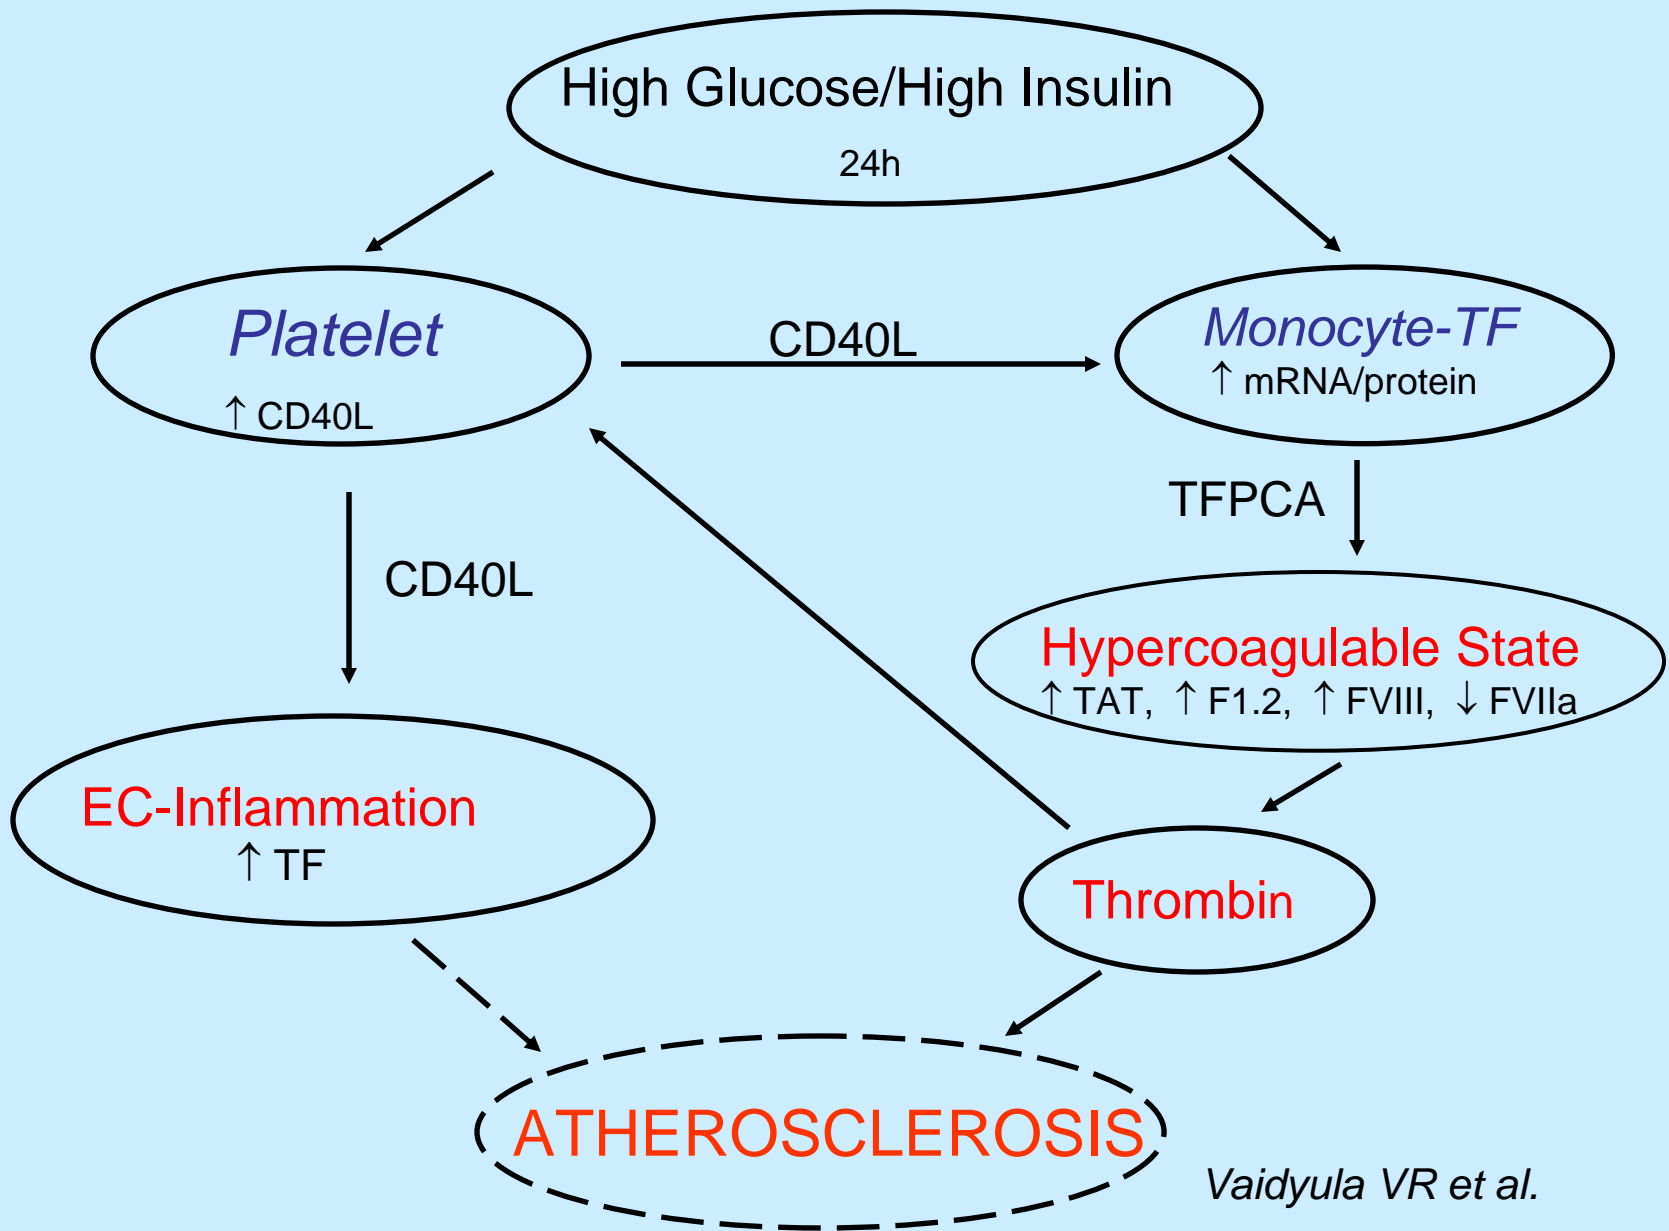 High Glucose/High Insulin
24h
Platelet
↑ CD40L
CD40L
Monocyte-TF
↑ mRNA/protein
TFPCA
CD40L
Hypercoagulable State
↑ TAT, ↑ F1.2, ↑ FVIII, ↓ FVIIa
EC-Inflammation
↑ TF
Thrombin
ATHEROSCLEROSIS
Vaidyula VR et al.